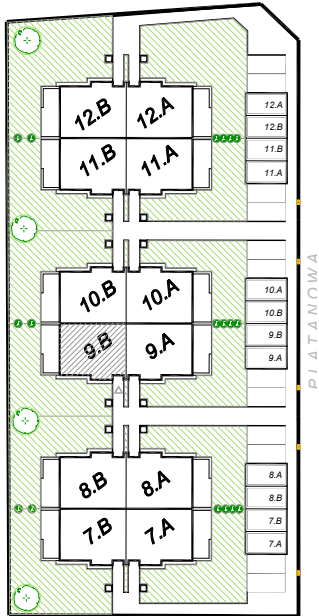 12.B 12.A
11.B 11.A
12.A
12.B
11.B
11.A
10.B 10.A
9.B 9.A
10.A
10.B
9.B
9.A
PLATANOWA
8.B 8.A
7.B 7.A
8.A
8.B
7.B
7.A